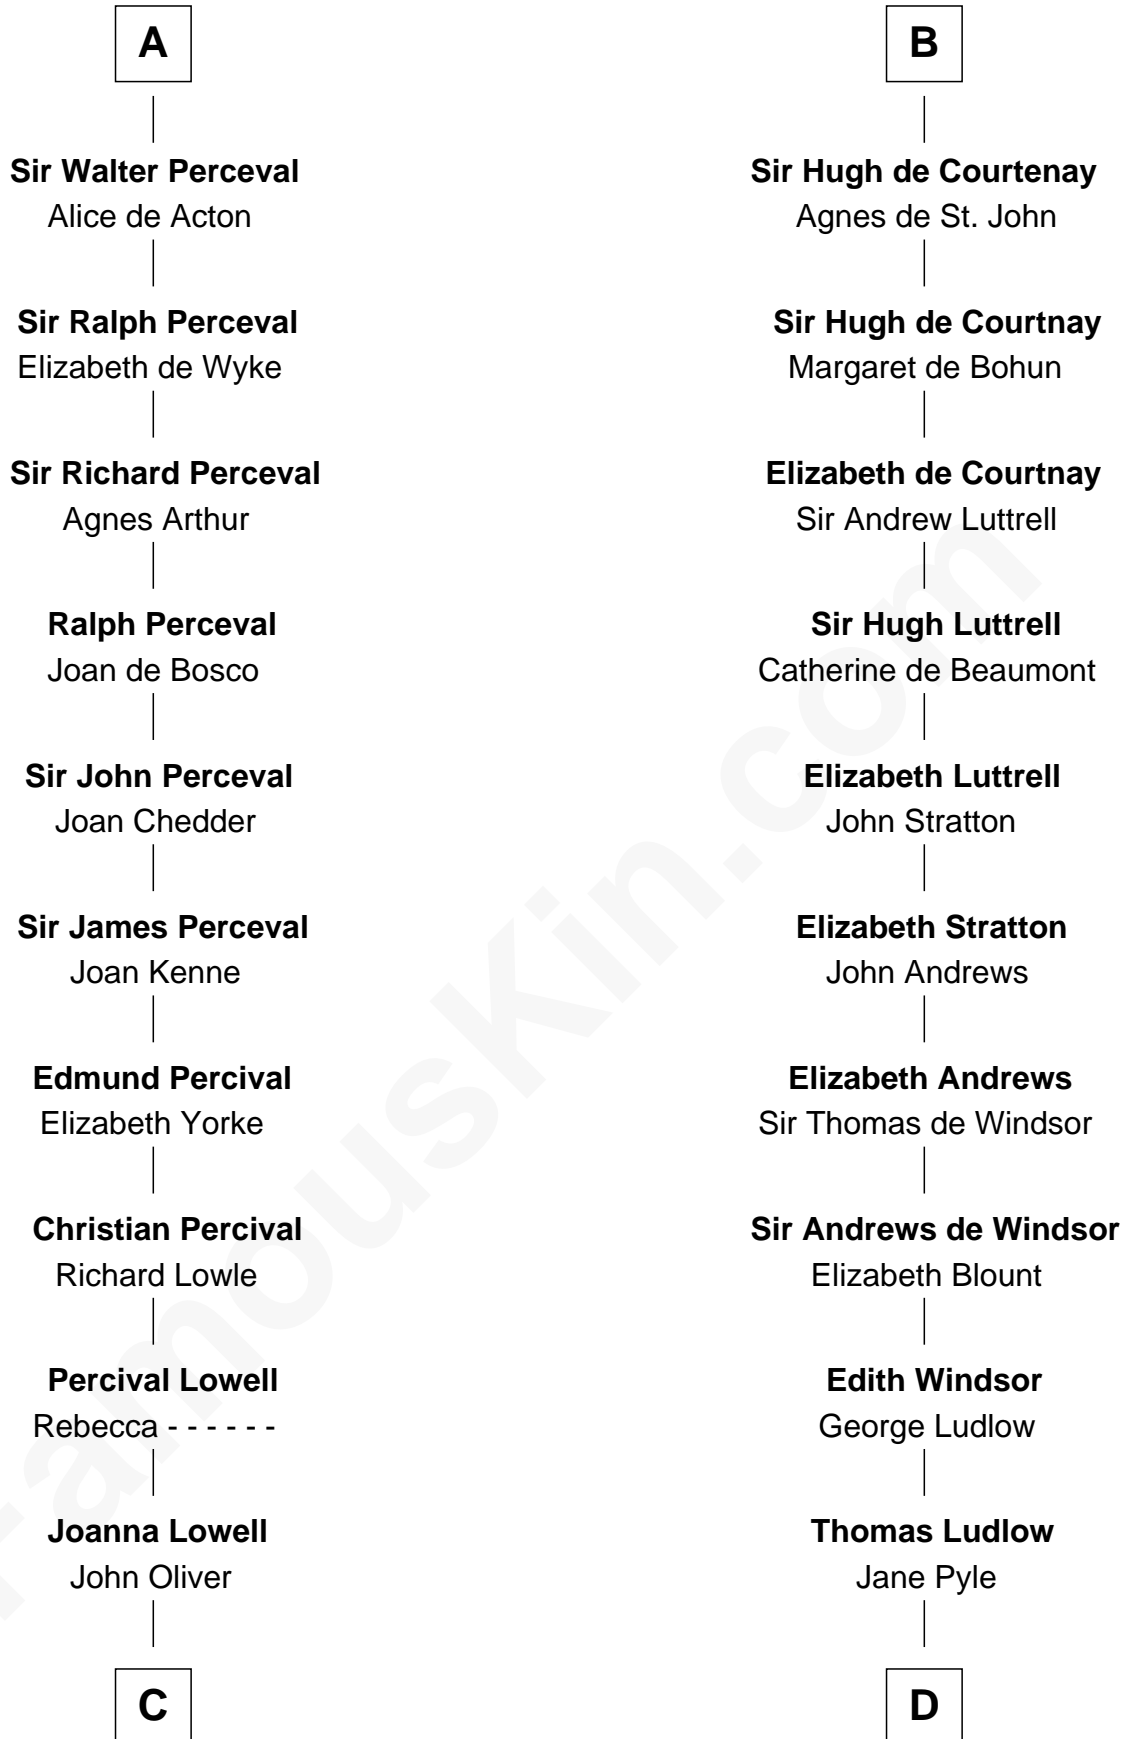 A
Sir Walter Perceval
Alice de Acton
Sir Ralph Perceval
Elizabeth de Wyke
Sir Richard Perceval
Agnes Arthur
Ralph Perceval
Joan de Bosco
Sir John Perceval
Joan Chedder
Sir James Perceval
Joan Kenne
Edmund Percival
Elizabeth Yorke
Christian Percival
Richard Lowle
Percival Lowell
Rebecca - - - - - -
Joanna Lowell
John Oliver
C
B
Sir Hugh de Courtenay
Agnes de St. John
Sir Hugh de Courtnay
Margaret de Bohun
Elizabeth de Courtnay
Sir Andrew Luttrell
Sir Hugh Luttrell
Catherine de Beaumont
Elizabeth Luttrell
John Stratton
Elizabeth Stratton
John Andrews
Elizabeth Andrews
Sir Thomas de Windsor
Sir Andrews de Windsor
Elizabeth Blount
Edith Windsor
George Ludlow
Thomas Ludlow
Jane Pyle
D
FamousKin.com